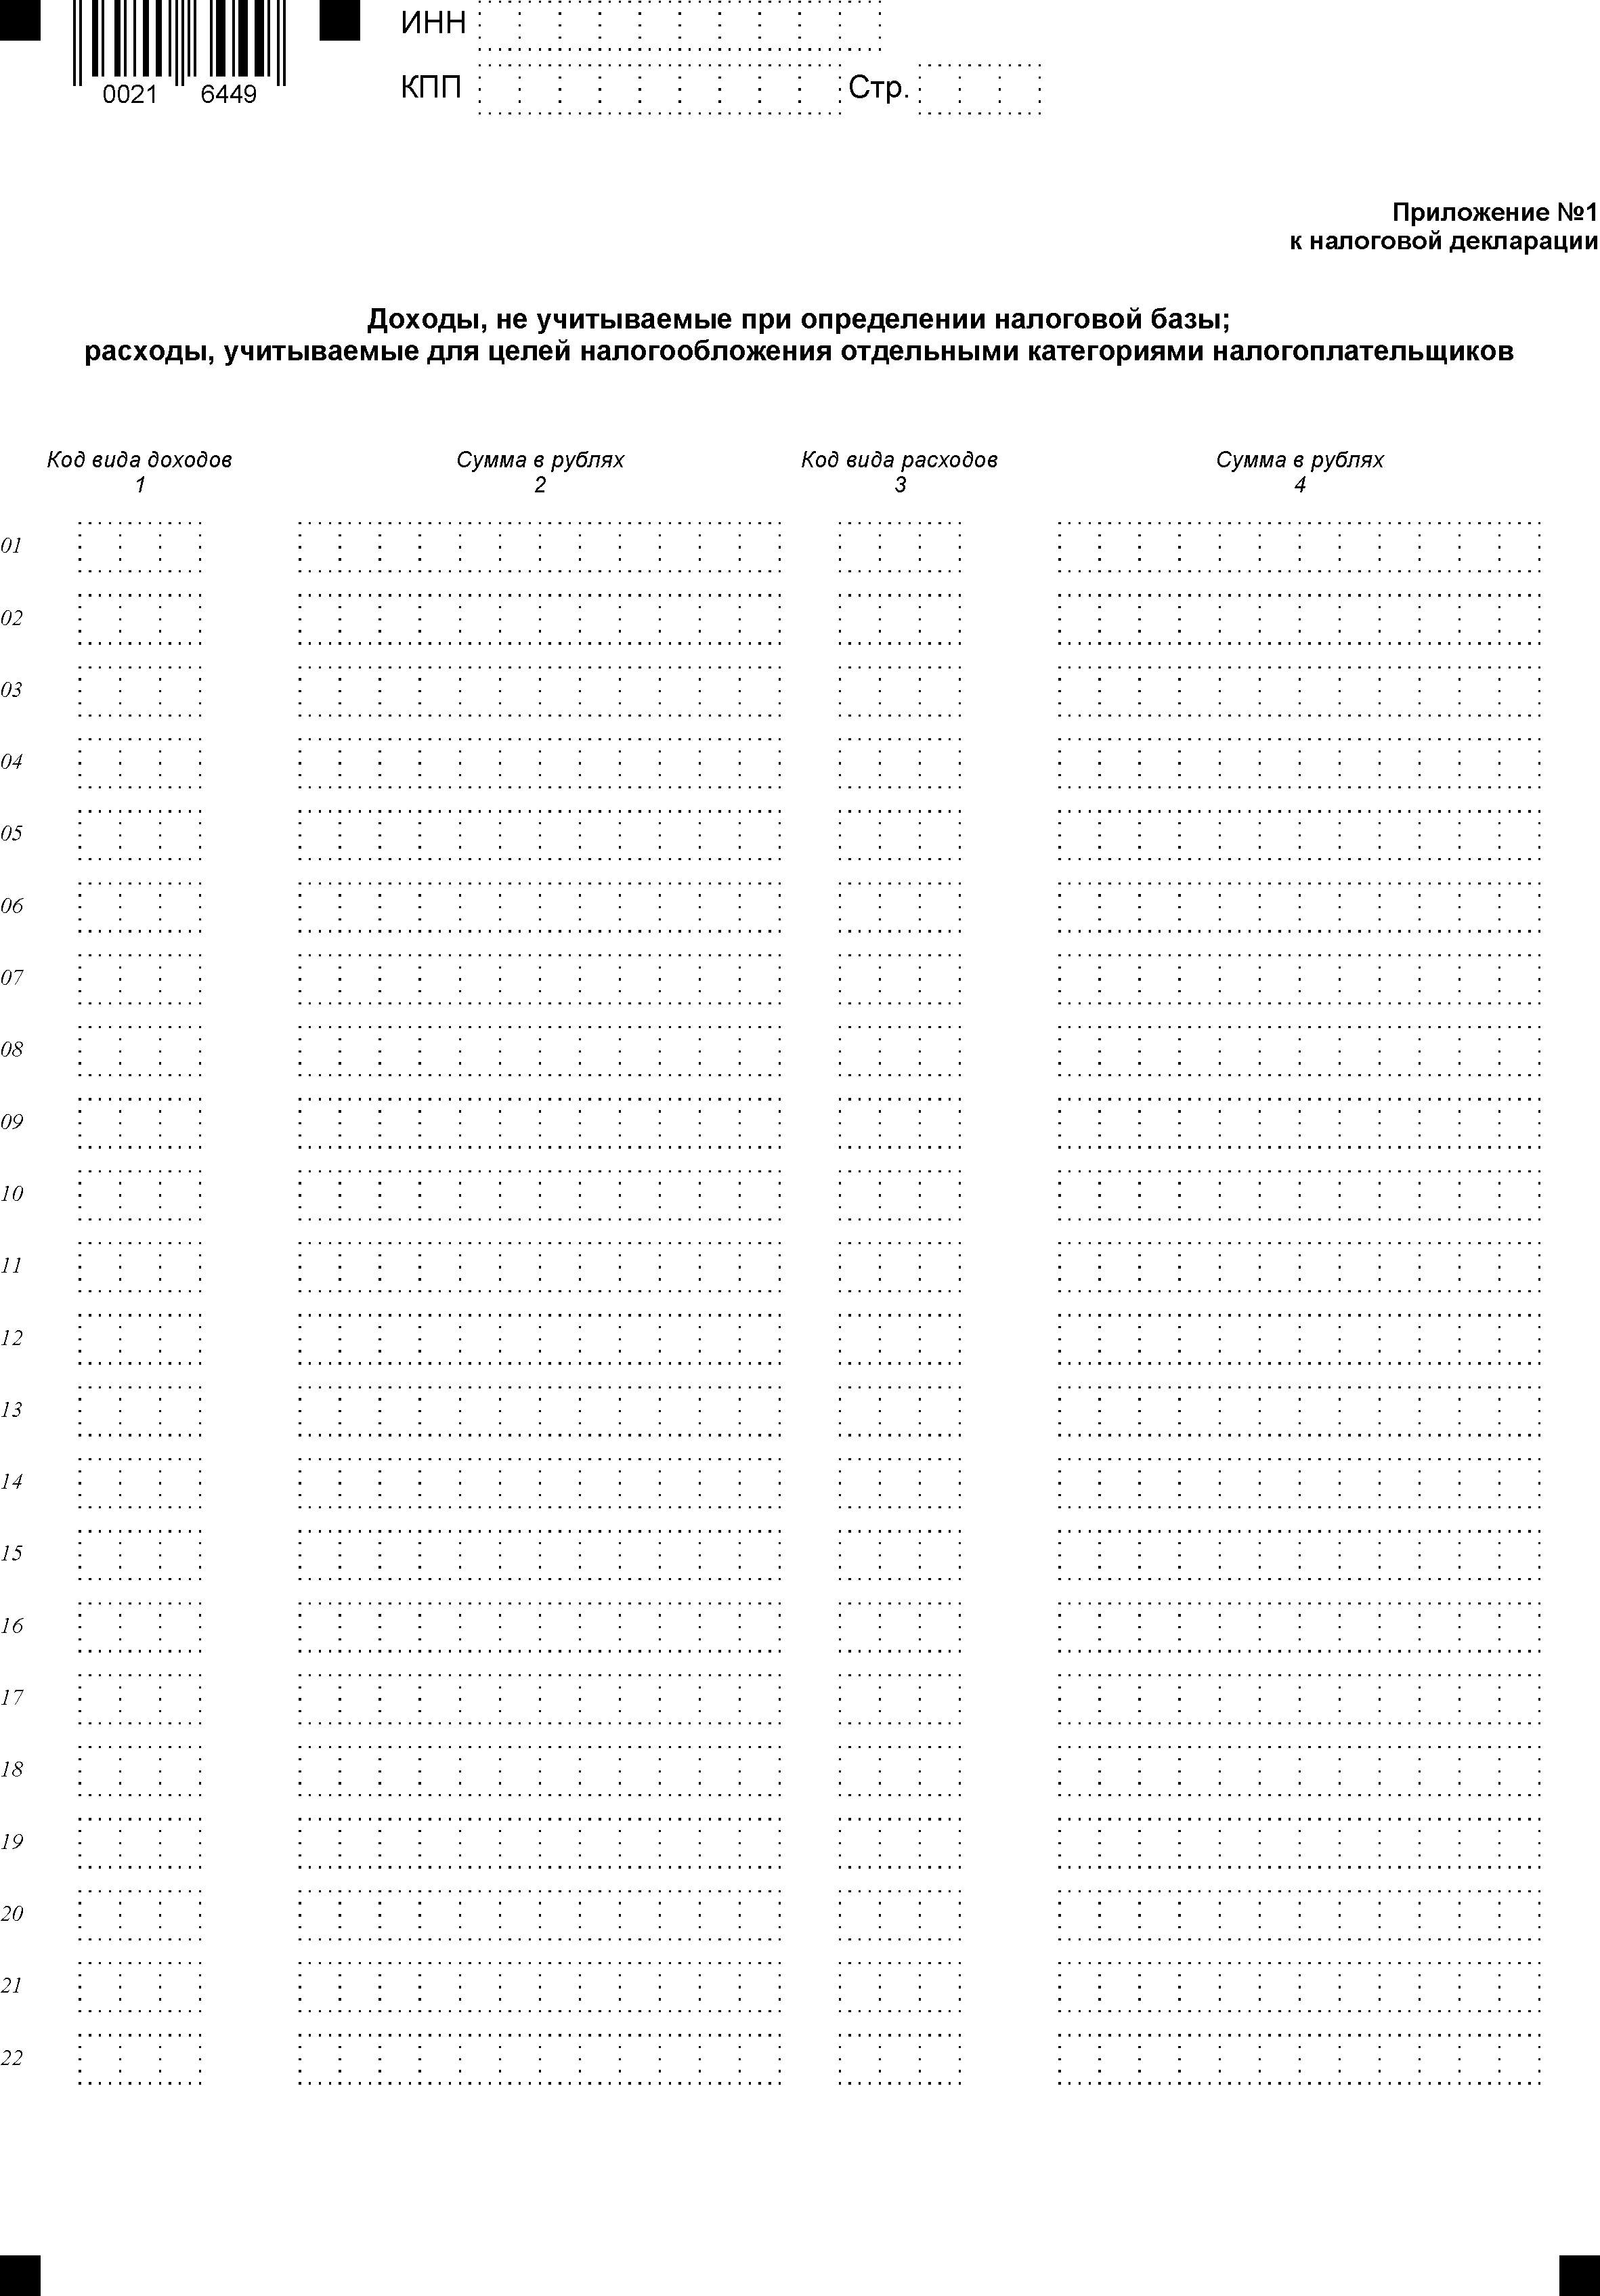 ИНН
0021 6449
КПП Стр.
Приложение №1
к налоговой декларации
Доходы, не учитываемые при определении налоговой базы;
расходы, учитываемые для целей налогообложения отдельными категориями налогоплательщиков
Код вида доходов Сумма в рублях Код вида расходов Сумма в рублях
1 2 3 4
01
02
03
04
05
06
07
08
09
10
11
12
13
14
15
16
17
18
19
20
21
22